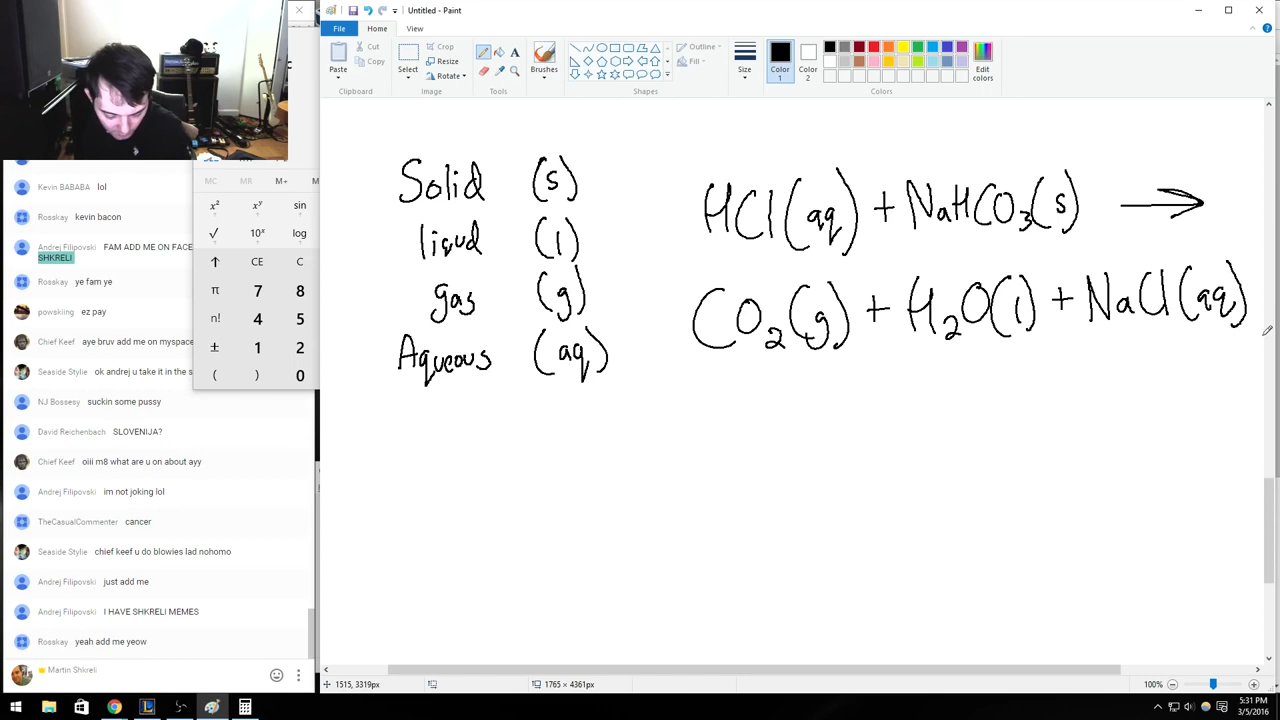 Untitled - Paint
File Home View
Paste Cut Copy
Clipboard
Select Crop Resize Rotate
Image
Tools
Brushes
Shapes
Outline
Fill
Size
Color 1 Color 2
Edit colors
Colors
Solid (s)
liqud (l)
gas (g)
Aqueous (aq)
HCl(aq) + NaHCO3(s) →
CO2(g) + H2O(l) + NaCl(aq)
MC MR M+ M
x² xʸ sin
√ 10ˣ log
↑ CE C
π 7 8
n! 4 5
± 1 2
( ) 0
Kevin BABABA lol
Rosskay kevin bacon
Andrej Filipovski FAM ADD ME ON FACE
SHKRELI
Rosskay ye fam ye
powskiing ez pay
Chief Keef aye bruv add me on myspace
Seaside Stylie ok andrej u take it in the s
NJ Bossesy suckin some pussy
David Reichenbach SLOVENIJA?
Chief Keef oiii m8 what are u on about ayy
Andrej Filipovski im not joking lol
TheCasualCommenter cancer
Seaside Stylie chief keef u do blowies lad nohomo
Andrej Filipovski just add me
Andrej Filipovski I HAVE SHKRELI MEMES
Rosskay yeah add me yeow
Martin Shkreli
1515, 3319px
1765 × 4361px
100%
5:31 PM
3/5/2016